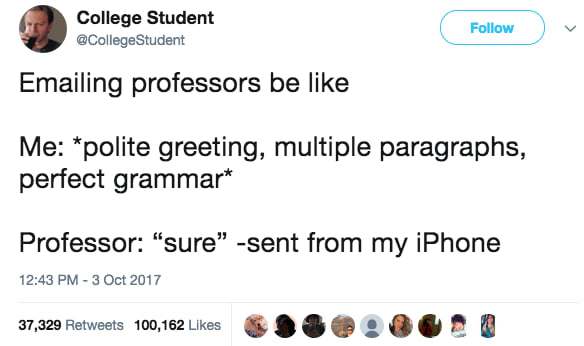 College Student
@CollegeStudent
Follow
Emailing professors be like
Me: *polite greeting, multiple paragraphs,
perfect grammar*
Professor: “sure” -sent from my iPhone
12:43 PM - 3 Oct 2017
37,329 Retweets 100,162 Likes